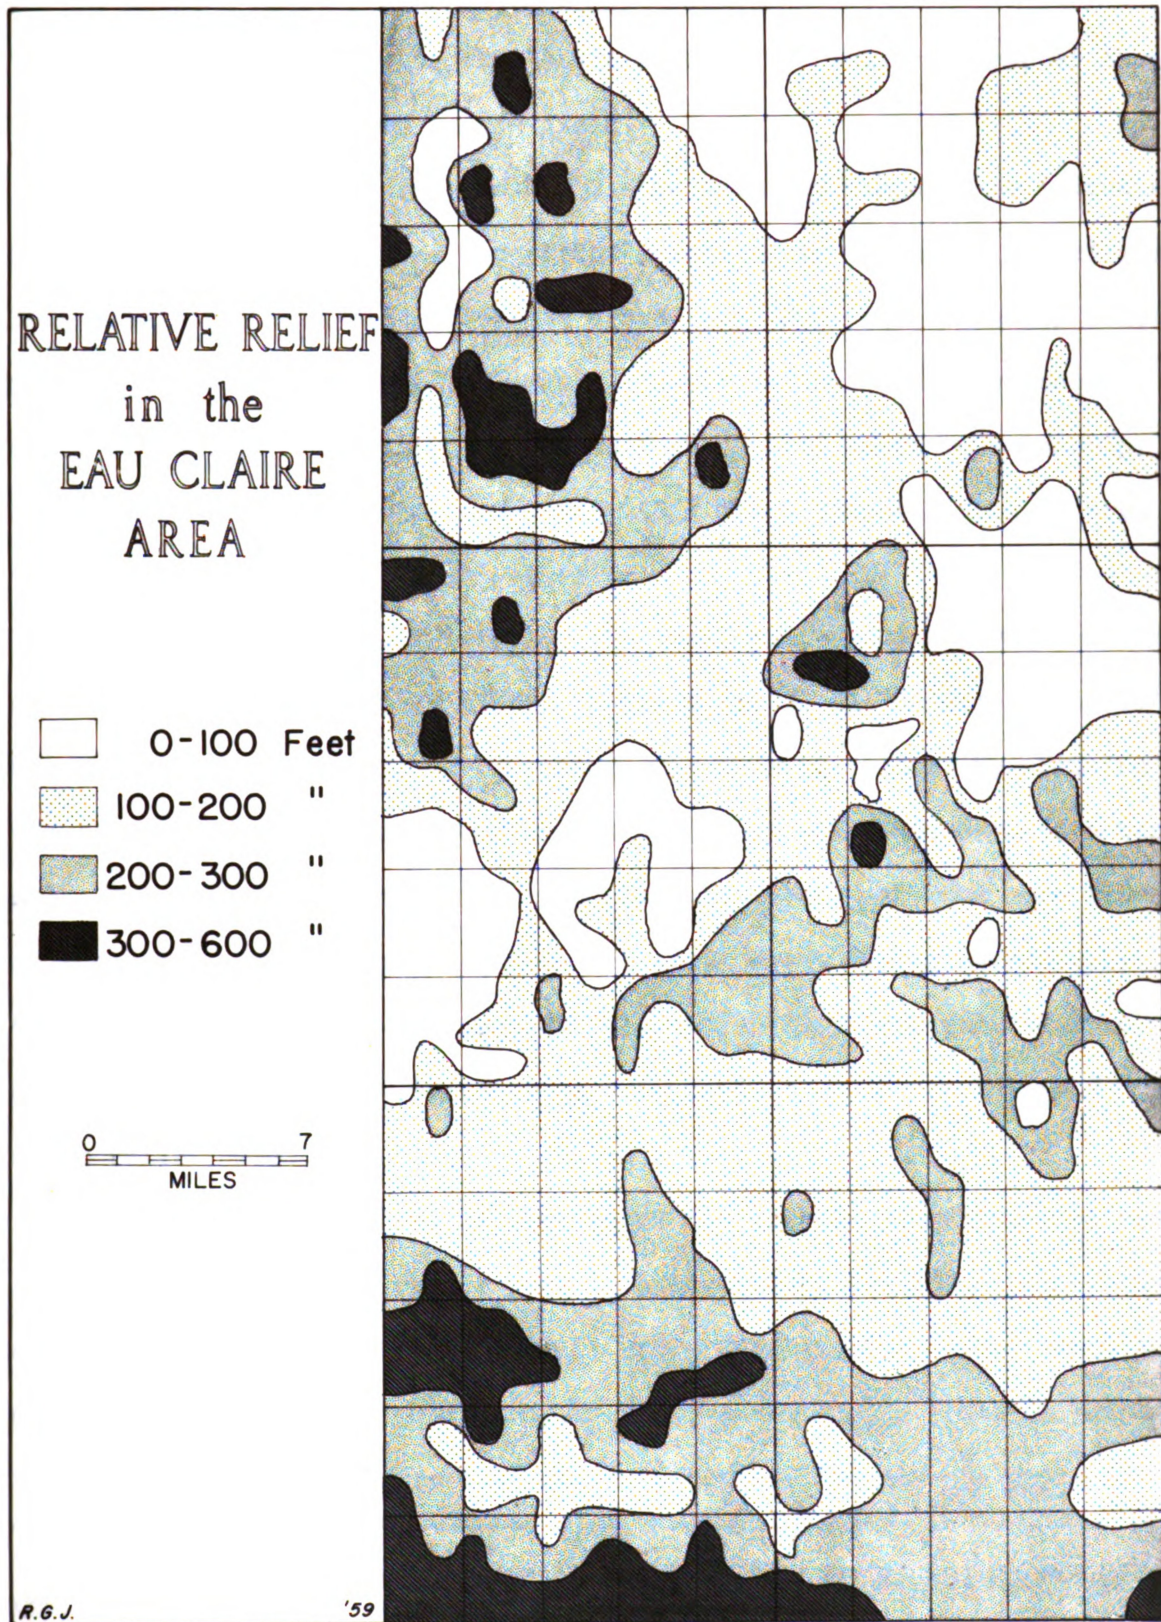 RELATIVE RELIEF
in the
EAU CLAIRE
AREA
0-100 Feet
100-200 "
200-300 "
300-600 "
0 7
MILES
R.G.J. '59